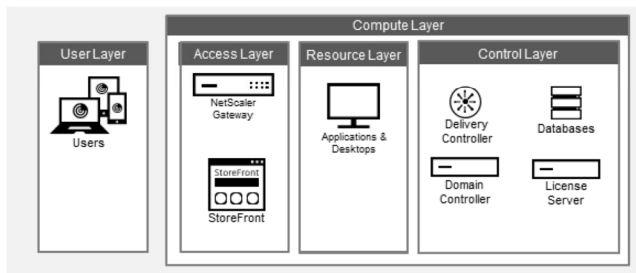 Compute Layer
User Layer
Access Layer
Resource Layer
Control Layer
Users
NetScaler
Gateway
StoreFront
StoreFront
Applications &
Desktops
Delivery
Controller
Databases
Domain
Controller
License
Server